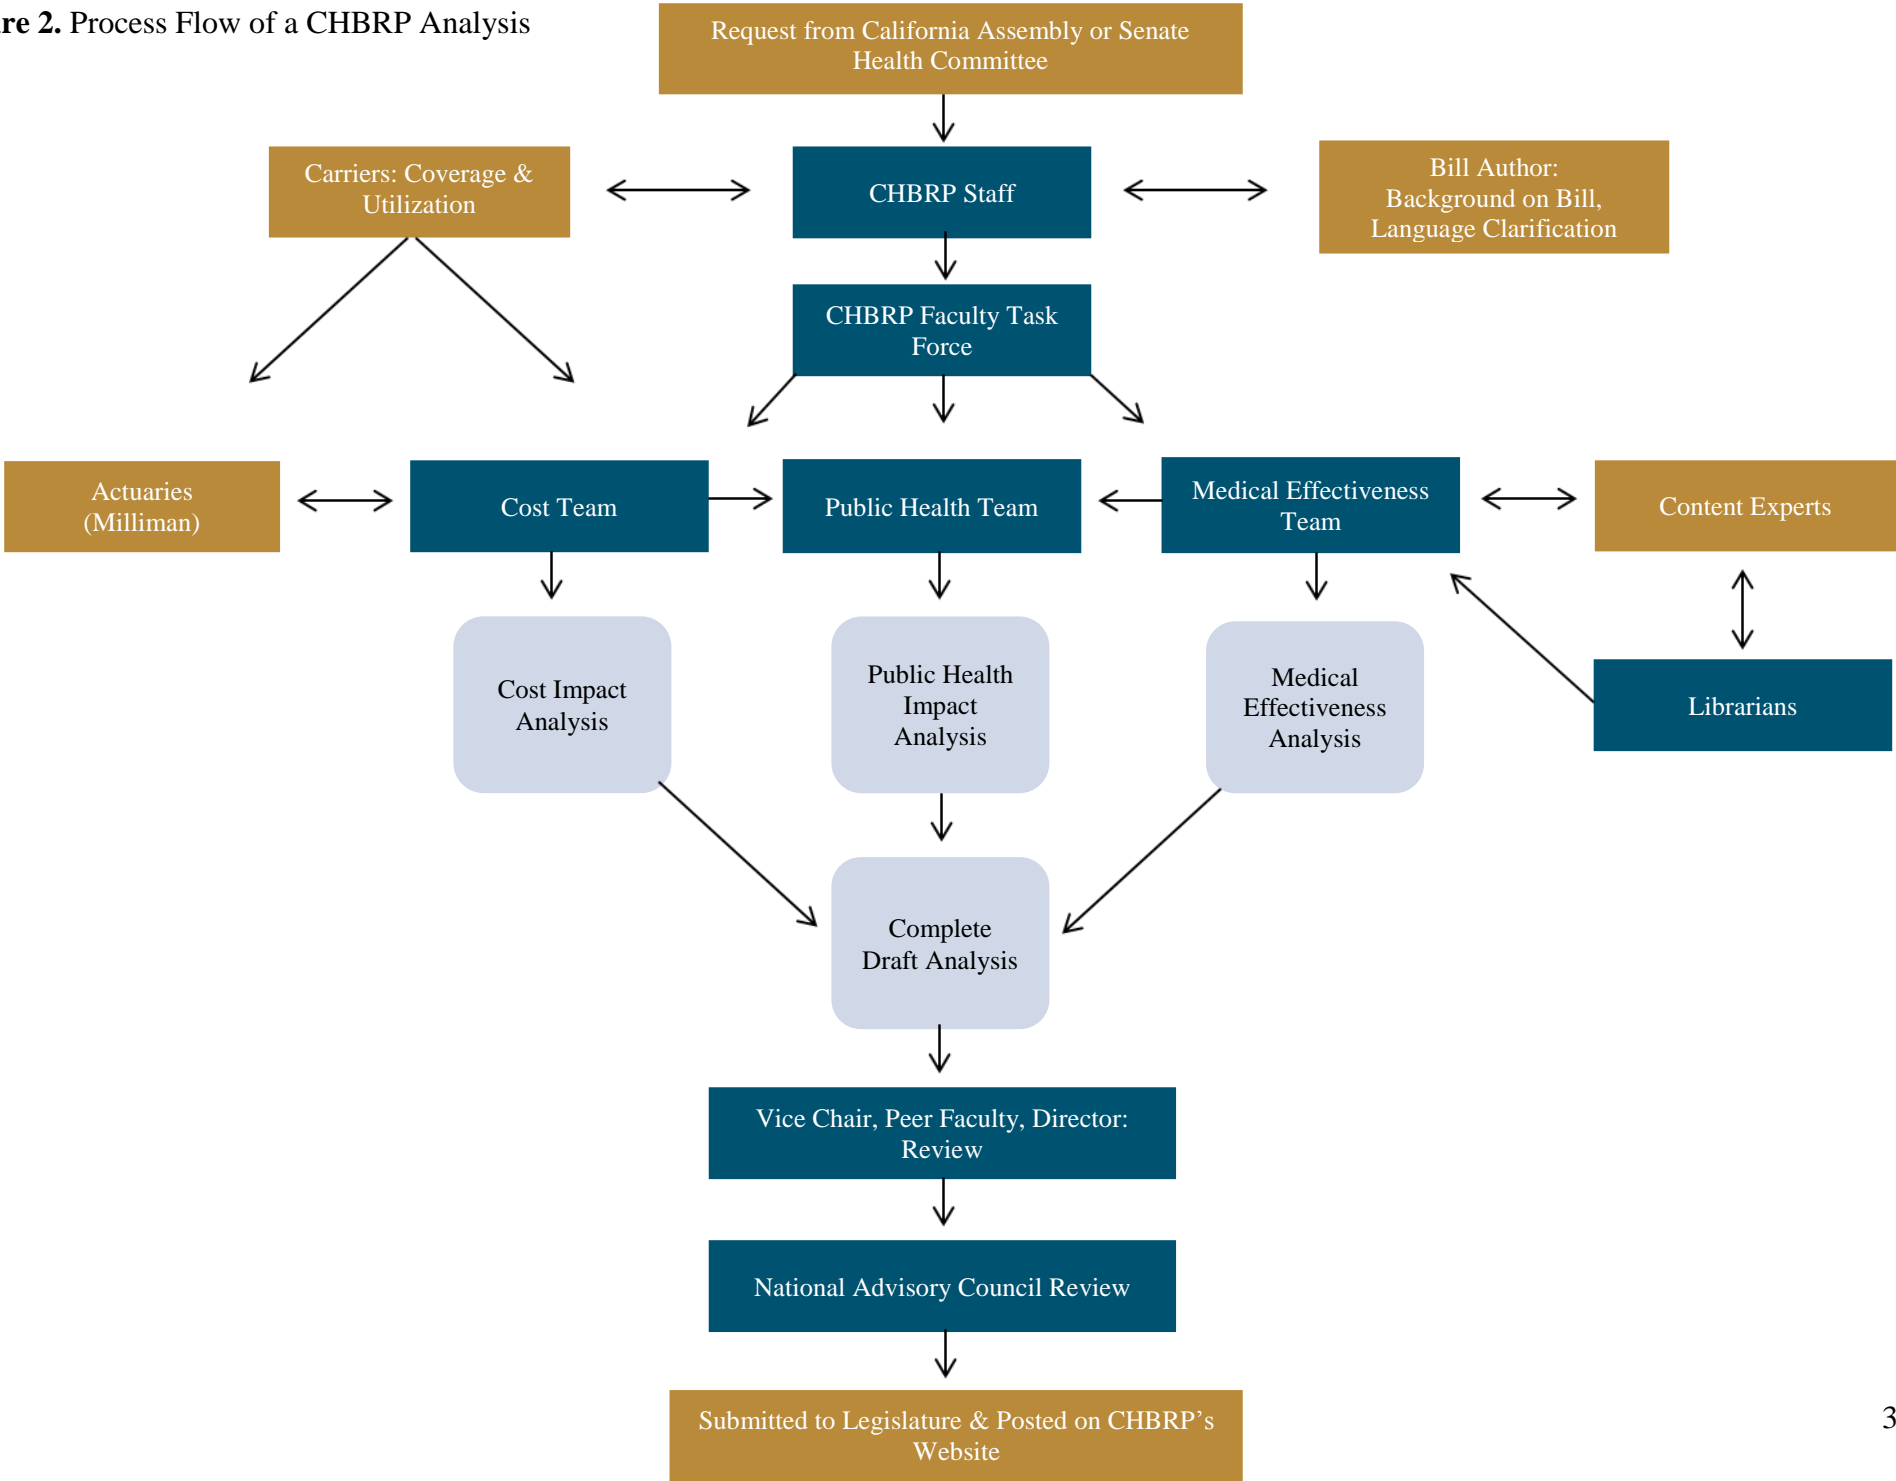 re 2. Process Flow of a CHBRP Analysis
Request from California Assembly or Senate
Health Committee
Carriers: Coverage &
Utilization
CHBRP Staff
Bill Author:
Background on Bill,
Language Clarification
CHBRP Faculty Task
Force
Actuaries
(Milliman)
Cost Team
Public Health Team
Medical Effectiveness
Team
Content Experts
Cost Impact
Analysis
Public Health
Impact
Analysis
Medical
Effectiveness
Analysis
Librarians
Complete
Draft Analysis
Vice Chair, Peer Faculty, Director:
Review
National Advisory Council Review
Submitted to Legislature & Posted on CHBRP’s
Website
3